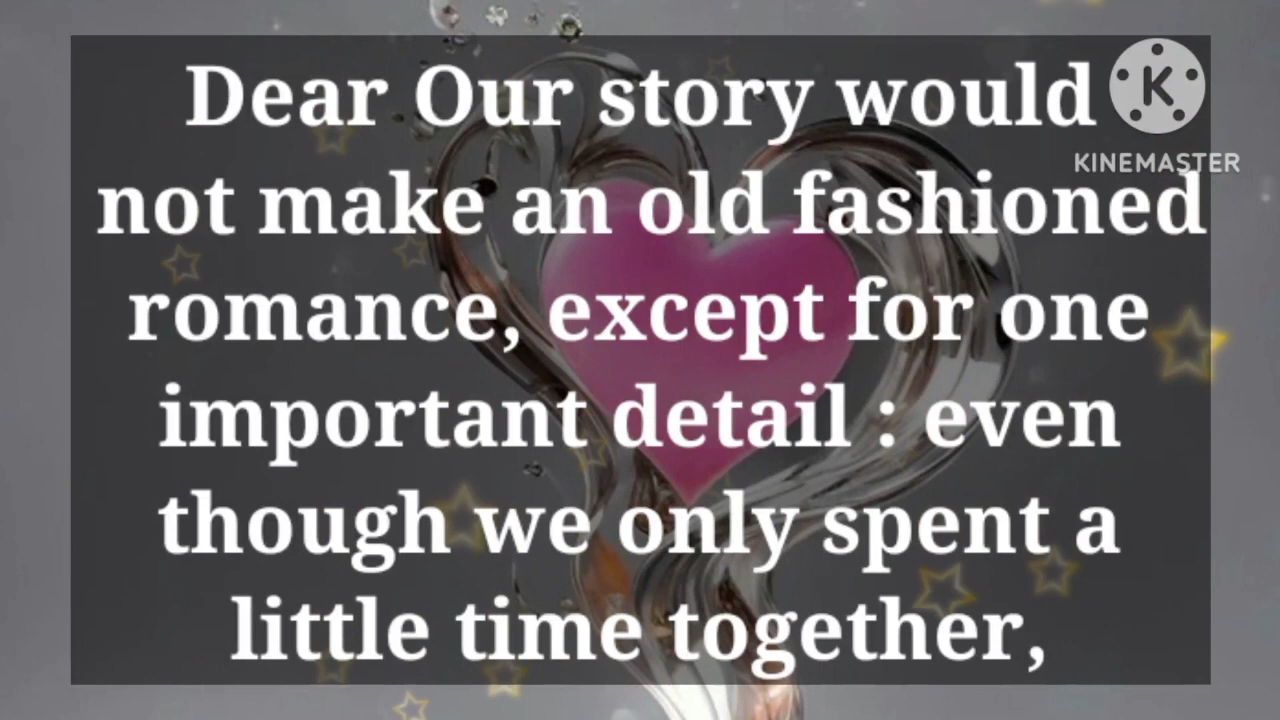 Dear Our story would
not make an old fashioned
romance, except for one
important detail : even
though we only spent a
little time together,
K
KINEMASTER